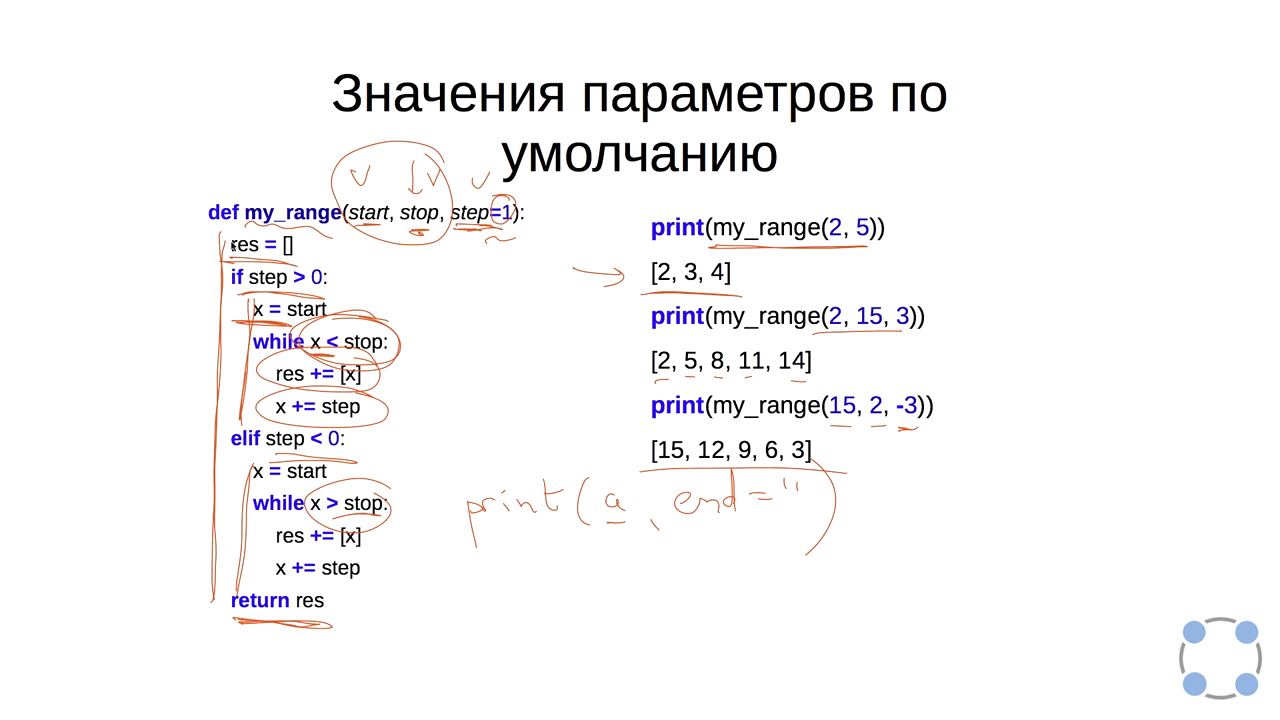 Значения параметров по
умолчанию
def my_range(start, stop, step=1):
res = []
if step > 0:
x = start
while x < stop:
res += [x]
x += step
elif step < 0:
x = start
while x > stop:
res += [x]
x += step
return res
print(my_range(2, 5))
[2, 3, 4]
print(my_range(2, 15, 3))
[2, 5, 8, 11, 14]
print(my_range(15, 2, -3))
[15, 12, 9, 6, 3]
print(a, end='')